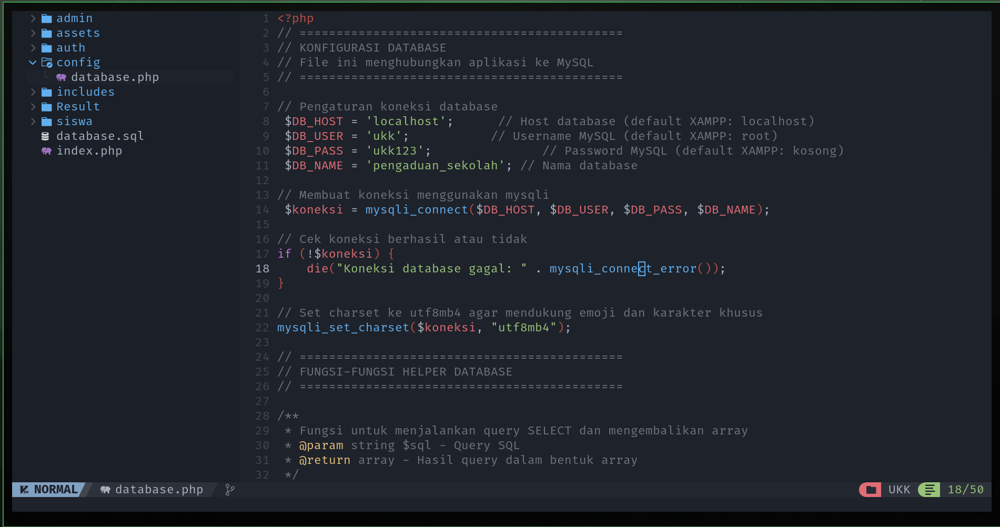 admin
assets
auth
config
database.php
includes
Result
siswa
database.sql
index.php
1 <?php
2 // ============================================
3 // KONFIGURASI DATABASE
4 // File ini menghubungkan aplikasi ke MySQL
5 // ============================================
6
7 // Pengaturan koneksi database
8 $DB_HOST = 'localhost'; // Host database (default XAMPP: localhost)
9 $DB_USER = 'ukk'; // Username MySQL (default XAMPP: root)
10 $DB_PASS = 'ukk123'; // Password MySQL (default XAMPP: kosong)
11 $DB_NAME = 'pengaduan_sekolah'; // Nama database
12
13 // Membuat koneksi menggunakan mysqli
14 $koneksi = mysqli_connect($DB_HOST, $DB_USER, $DB_PASS, $DB_NAME);
15
16 // Cek koneksi berhasil atau tidak
17 if (!$koneksi) {
18 die("Koneksi database gagal: " . mysqli_connect_error());
19 }
20
21 // Set charset ke utf8mb4 agar mendukung emoji dan karakter khusus
22 mysqli_set_charset($koneksi, "utf8mb4");
23
24 // ============================================
25 // FUNGSI-FUNGSI HELPER DATABASE
26 // ============================================
27
28 /**
29 * Fungsi untuk menjalankan query SELECT dan mengembalikan array
30 * @param string $sql - Query SQL
31 * @return array - Hasil query dalam bentuk array
32 */
NORMAL database.php UKK 18/50